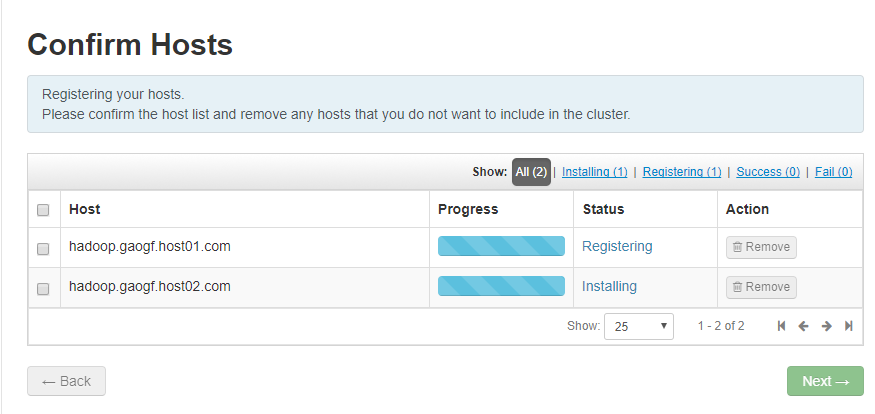 Confirm Hosts
Registering your hosts.
Please confirm the host list and remove any hosts that you do not want to include in the cluster.
Show: All (2) | Installing (1) | Registering (1) | Success (0) | Fail (0)
Host Progress Status Action
hadoop.gaogf.host01.com Registering Remove
hadoop.gaogf.host02.com Installing Remove
Show: 25 1 - 2 of 2
← Back Next →